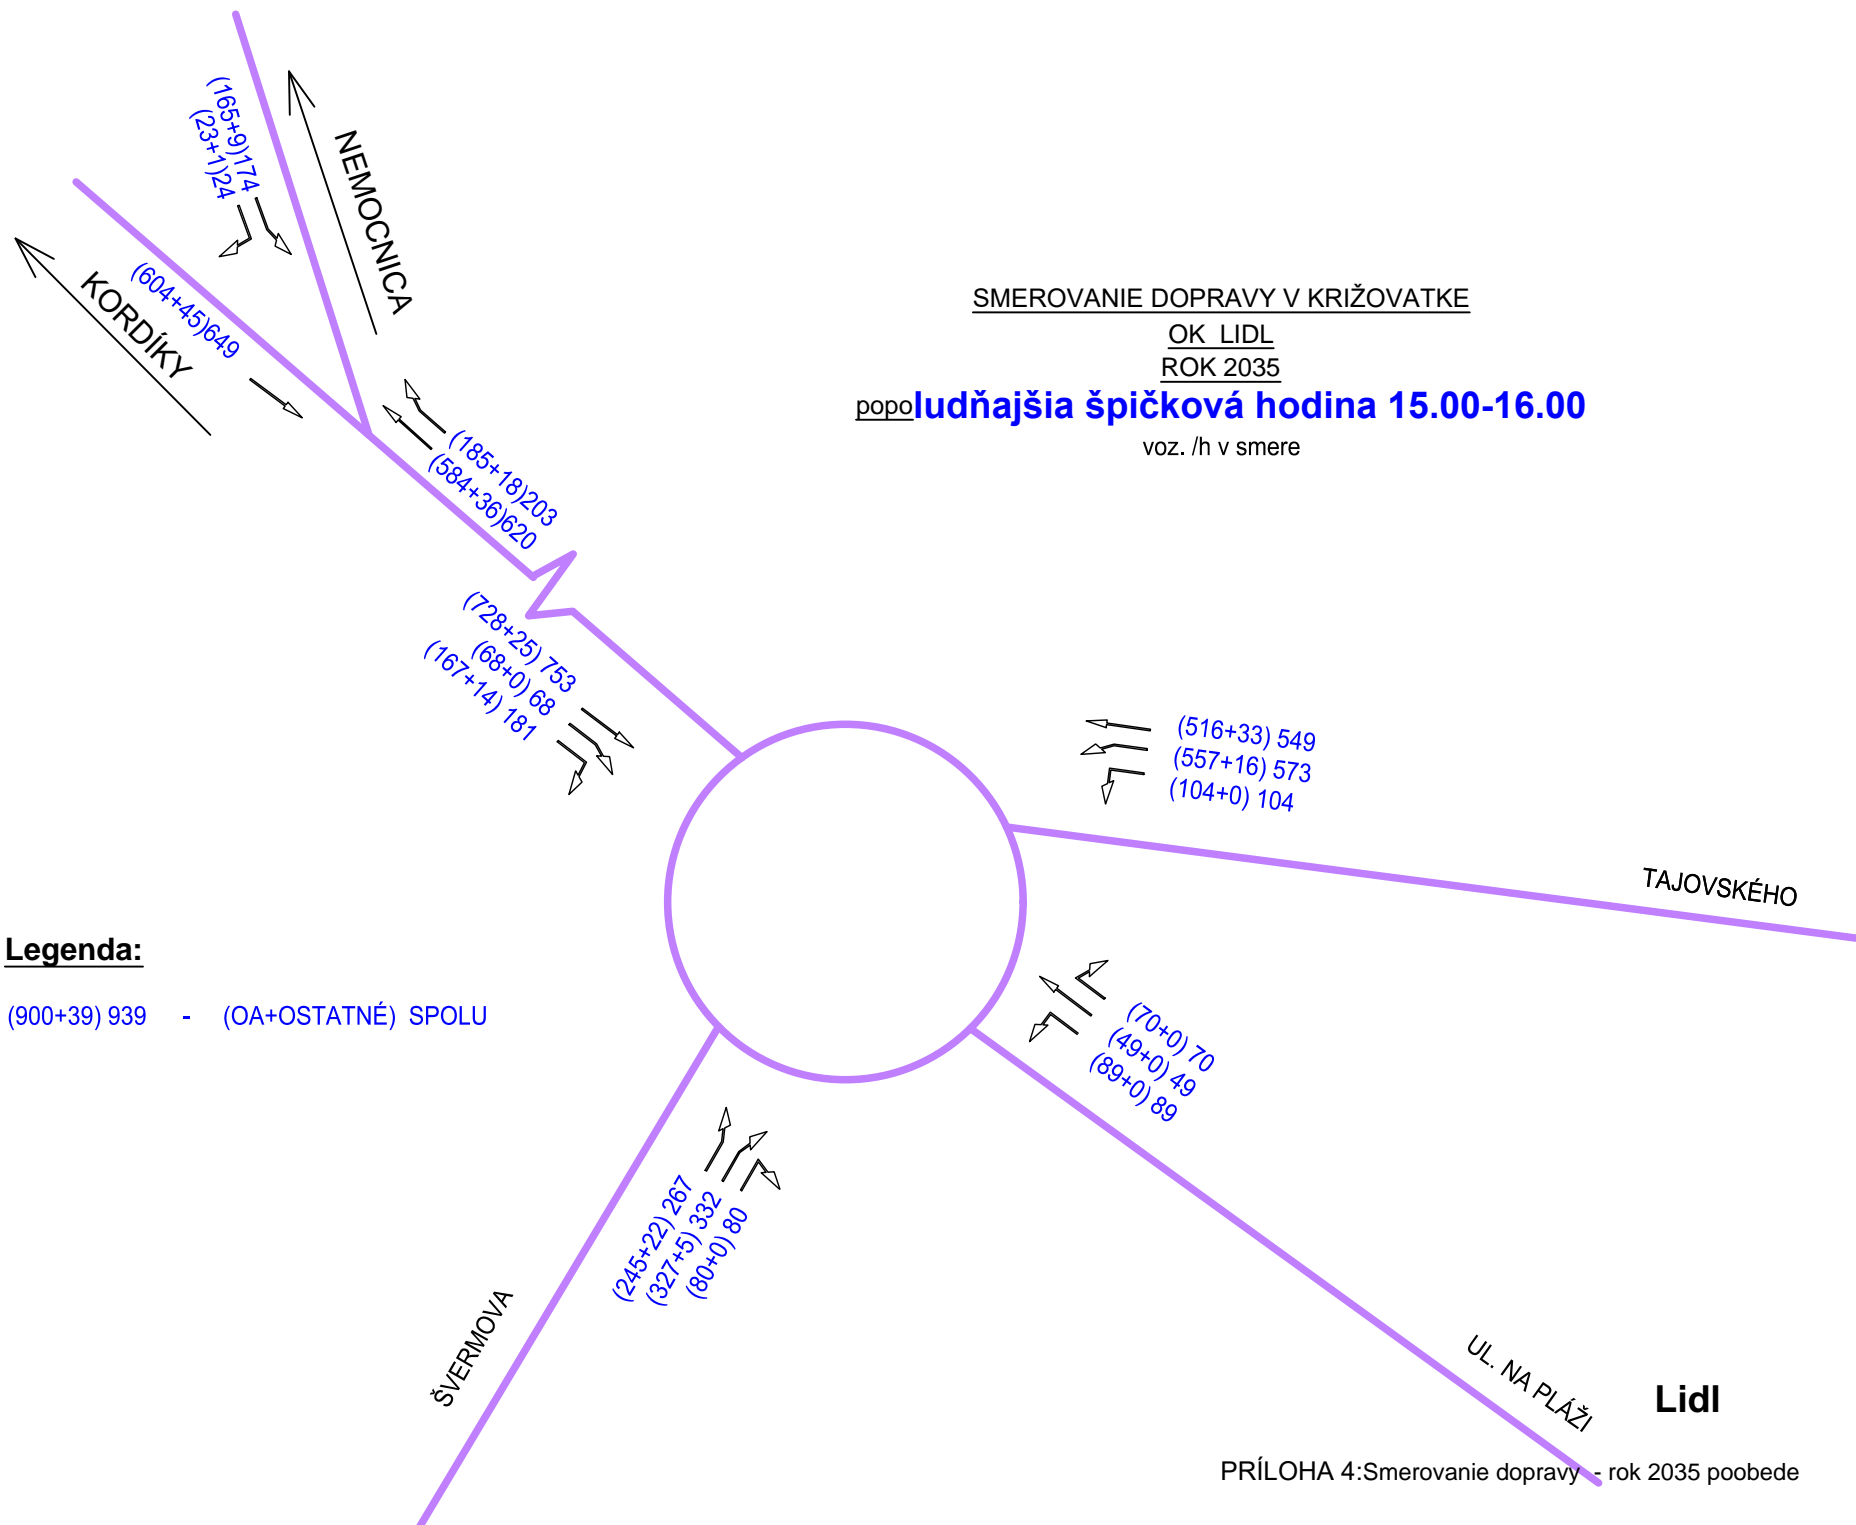 (165+9)174
(23+1)24
NEMOCNICA
KORDÍKY
(604+45)649
SMEROVANIE DOPRAVY V KRIŽOVATKE
OK LIDL
ROK 2035
popoludňajšia špičková hodina 15.00-16.00
voz. /h v smere
(185+18)203
(584+36)620
(728+25) 753
(68+0) 68
(167+14) 181
(516+33) 549
(557+16) 573
(104+0) 104
TAJOVSKÉHO
Legenda:
(900+39) 939 - (OA+OSTATNÉ) SPOLU
(70+0) 70
(49+0) 49
(89+0) 89
(245+22) 267
(327+5) 332
(80+0) 80
ŠVERMOVA
UL. NA PLÁŽI
Lidl
PRÍLOHA 4:Smerovanie dopravy - rok 2035 poobede